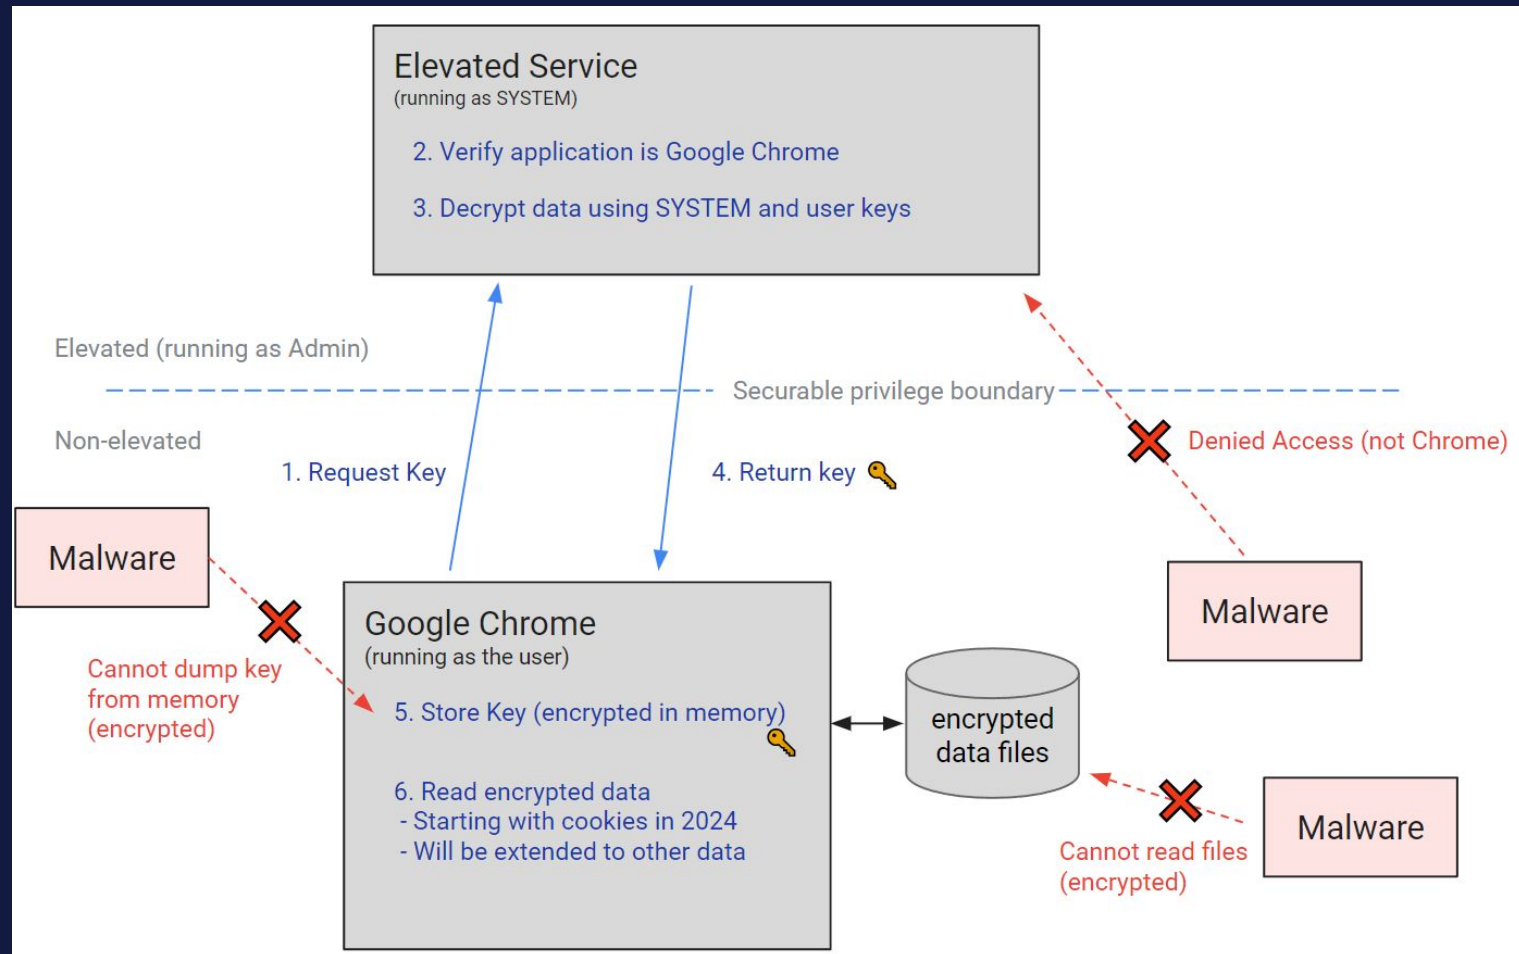 Elevated Service
(running as SYSTEM)
2. Verify application is Google Chrome
3. Decrypt data using SYSTEM and user keys
Elevated (running as Admin)
Securable privilege boundary
Non-elevated
Denied Access (not Chrome)
1. Request Key
4. Return key
Malware
Malware
Google Chrome
(running as the user)
Cannot dump key
from memory
(encrypted)
5. Store Key (encrypted in memory)
encrypted
data files
6. Read encrypted data
- Starting with cookies in 2024
- Will be extended to other data
Malware
Cannot read files
(encrypted)